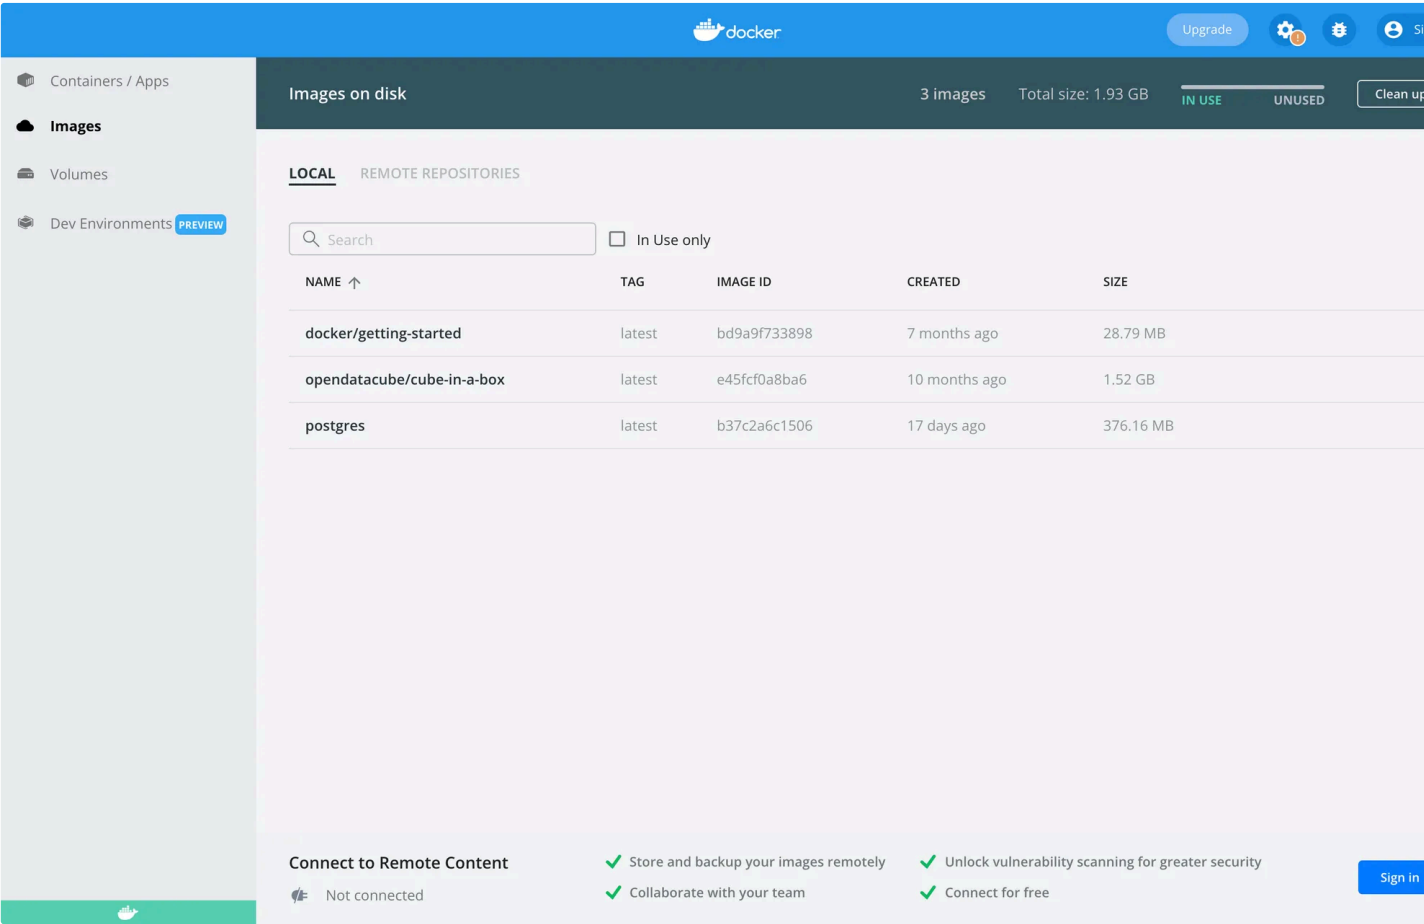 docker
Upgrade
Containers / Apps
Images
Volumes
Dev Environments PREVIEW
Images on disk
3 images Total size: 1.93 GB IN USE UNUSED Clean up
LOCAL REMOTE REPOSITORIES
Search In Use only
NAME TAG IMAGE ID CREATED SIZE
docker/getting-started latest bd9a9f733898 7 months ago 28.79 MB
opendatacube/cube-in-a-box latest e45fcf0a8ba6 10 months ago 1.52 GB
postgres latest b37c2a6c1506 17 days ago 376.16 MB
Connect to Remote Content
Not connected
Store and backup your images remotely
Collaborate with your team
Unlock vulnerability scanning for greater security
Connect for free
Sign in